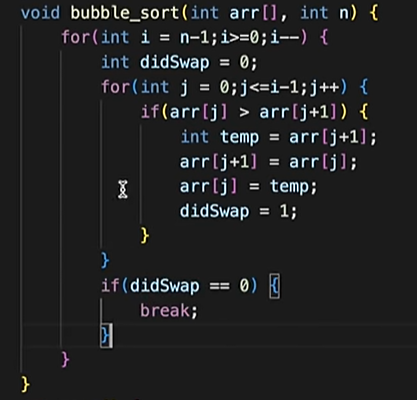 void bubble_sort(int arr[], int n) {
    for(int i = n-1;i>=0;i--) {
        int didSwap = 0;
        for(int j = 0;j<=i-1;j++) {
            if(arr[j] > arr[j+1]) {
                int temp = arr[j+1];
                arr[j+1] = arr[j];
                arr[j] = temp;
                didSwap = 1;
            }
        }
        if(didSwap == 0) {
            break;
        }
    }
}